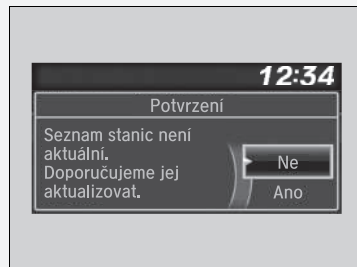 12:34
Potvrzení
Seznam stanic není
aktuální.
Doporučujeme jej
aktualizovat.
Ne
Ano